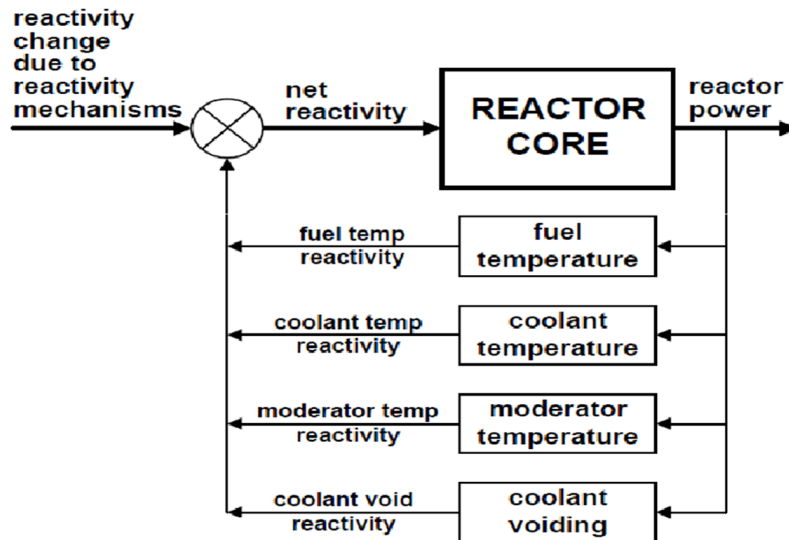 reactivity
change
due to
reactivity
mechanisms
net
reactivity
REACTOR
CORE
reactor
power
fuel temp
reactivity
fuel
temperature
coolant temp
reactivity
coolant
temperature
moderator temp
reactivity
moderator
temperature
coolant void
reactivity
coolant
voiding